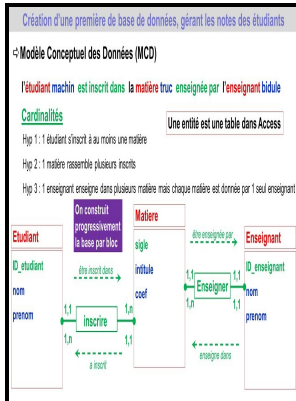 Création d'une première de base de données, gérant les notes des étudiants
⇨Modèle Conceptuel des Données (MCD)
l'étudiant machin est inscrit dans la matière truc enseignée par l'enseignant bidule
Cardinalités
Une entité est une table dans Access
Hyp 1 : 1 étudiant s'inscrit à au moins une matière
Hyp 2 : 1 matière rassemble plusieurs inscrits
Hyp 3 : 1 enseignant enseigne dans plusieurs matière mais chaque matière est donnée par 1 seul enseignant
On construit
progressivement
la base par bloc
Etudiant
ID_etudiant
nom
prenom
être inscrit dans
1,1
1,n
inscrire
1,n
1,1
a inscrit
Matiere
sigle
intitule
coef
être enseignée par
1,1
1,1
Enseigner
1,n
1,n
enseigne dans
Enseignant
ID_enseignant
nom
prenom